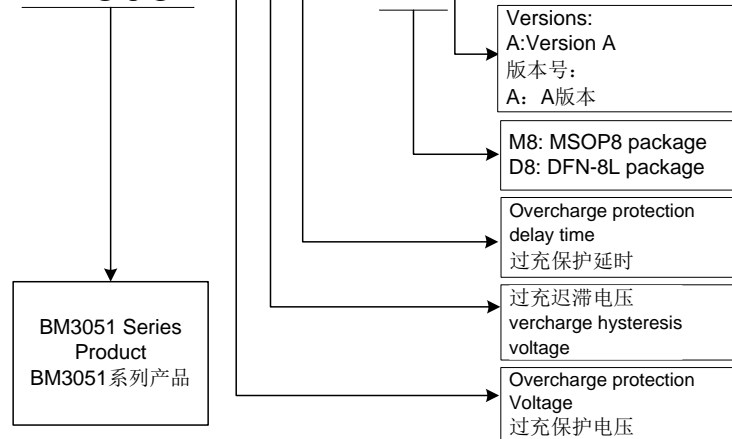 Versions:
A:Version A
版本号：
A：A版本
M8: MSOP8 package
D8: DFN-8L package
Overcharge protection
delay time
过充保护延时
过充迟滞电压
vercharge hysteresis
voltage
BM3051 Series
Product
BM3051系列产品
Overcharge protection
Voltage
过充保护电压